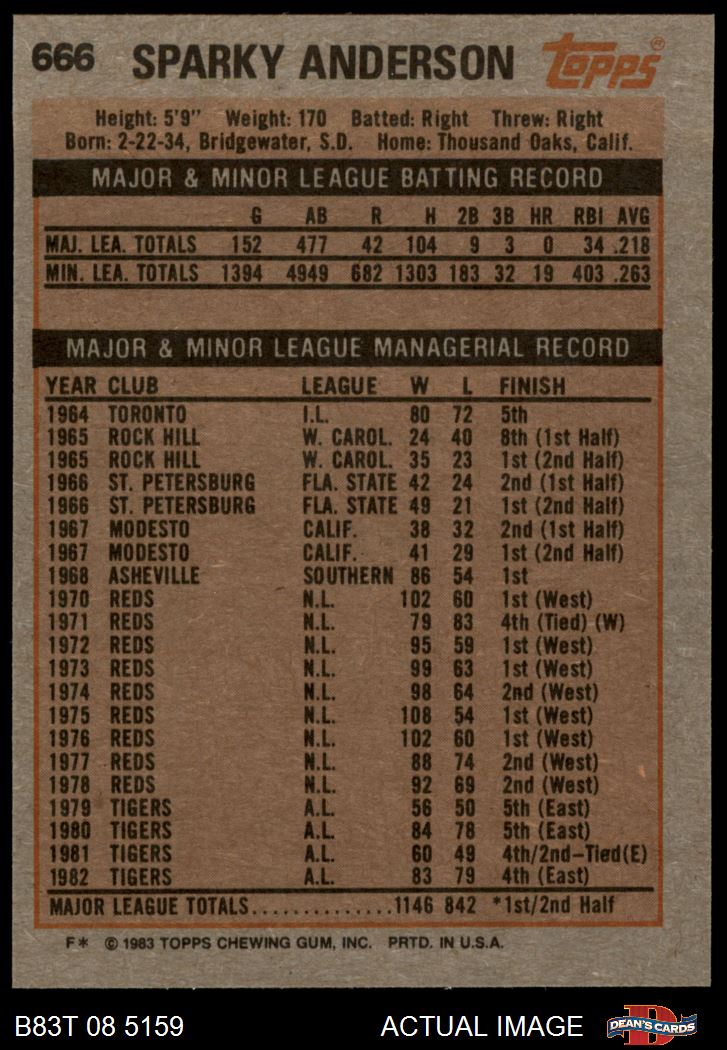 666 SPARKY ANDERSON Topps®
Height: 5'9" Weight: 170 Batted: Right Threw: Right
Born: 2-22-34, Bridgewater, S.D. Home: Thousand Oaks, Calif.
MAJOR & MINOR LEAGUE BATTING RECORD
G AB R H 2B 3B HR RBI AVG
MAJ. LEA. TOTALS 152 477 42 104 9 3 0 34 .218
MIN. LEA. TOTALS 1394 4949 682 1303 183 32 19 403 .263
MAJOR & MINOR LEAGUE MANAGERIAL RECORD
YEAR CLUB LEAGUE W L FINISH
1964 TORONTO I.L. 80 72 5th
1965 ROCK HILL W. CAROL. 24 40 8th (1st Half)
1965 ROCK HILL W. CAROL. 35 23 1st (2nd Half)
1966 ST. PETERSBURG FLA. STATE 42 24 2nd (1st Half)
1966 ST. PETERSBURG FLA. STATE 49 21 1st (2nd Half)
1967 MODESTO CALIF. 38 32 2nd (1st Half)
1967 MODESTO CALIF. 41 29 1st (2nd Half)
1968 ASHEVILLE SOUTHERN 86 54 1st
1970 REDS N.L. 102 60 1st (West)
1971 REDS N.L. 79 83 4th (Tied) (W)
1972 REDS N.L. 95 59 1st (West)
1973 REDS N.L. 99 63 1st (West)
1974 REDS N.L. 98 64 2nd (West)
1975 REDS N.L. 108 54 1st (West)
1976 REDS N.L. 102 60 1st (West)
1977 REDS N.L. 88 74 2nd (West)
1978 REDS N.L. 92 69 2nd (West)
1979 TIGERS A.L. 56 50 5th (East)
1980 TIGERS A.L. 84 78 5th (East)
1981 TIGERS A.L. 60 49 4th/2nd-Tied(E)
1982 TIGERS A.L. 83 79 4th (East)
MAJOR LEAGUE TOTALS..............1146 842 *1st/2nd Half
F* © 1983 TOPPS CHEWING GUM, INC. PRTD. IN U.S.A.
B83T 08 5159 ACTUAL IMAGE D DEAN'S CARDS